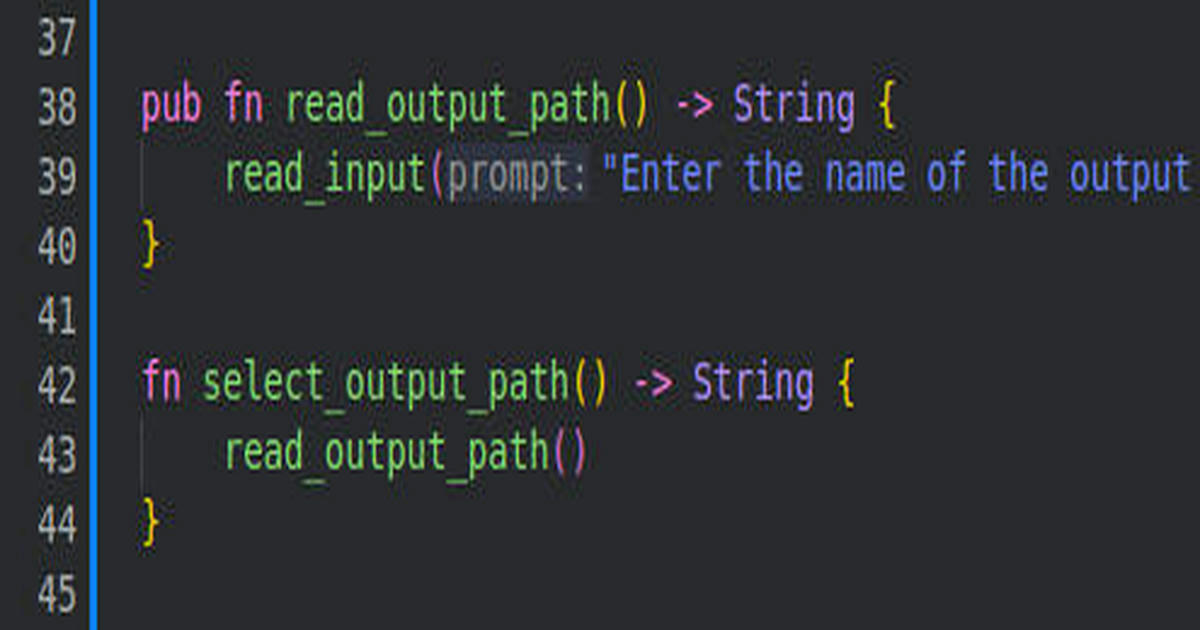 37
38 pub fn read_output_path() -> String {
39 read_input(prompt: "Enter the name of the output
40 }
41
42 fn select_output_path() -> String {
43 read_output_path()
44 }
45